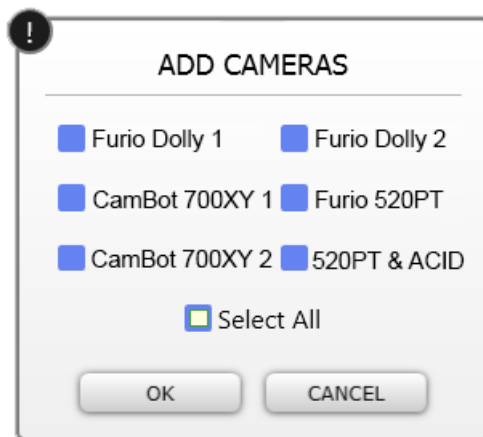 !
ADD CAMERAS
Furio Dolly 1 Furio Dolly 2
CamBot 700XY 1 Furio 520PT
CamBot 700XY 2 520PT & ACID
Select All
OK CANCEL